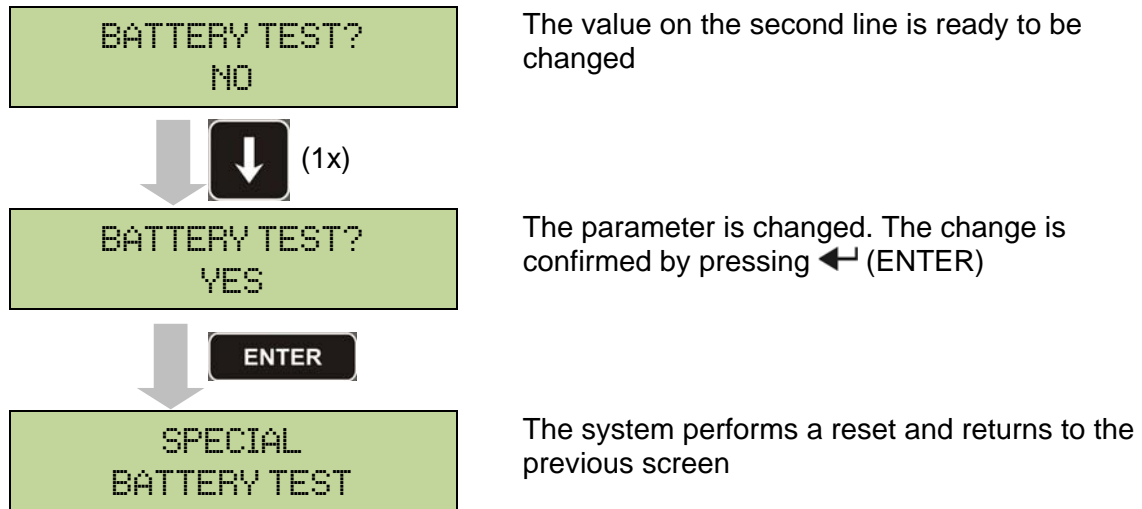 BATTERY TEST?
NO
The value on the second line is ready to be
changed
(1x)
BATTERY TEST?
YES
The parameter is changed. The change is
confirmed by pressing (ENTER)
ENTER
SPECIAL
BATTERY TEST
The system performs a reset and returns to the
previous screen